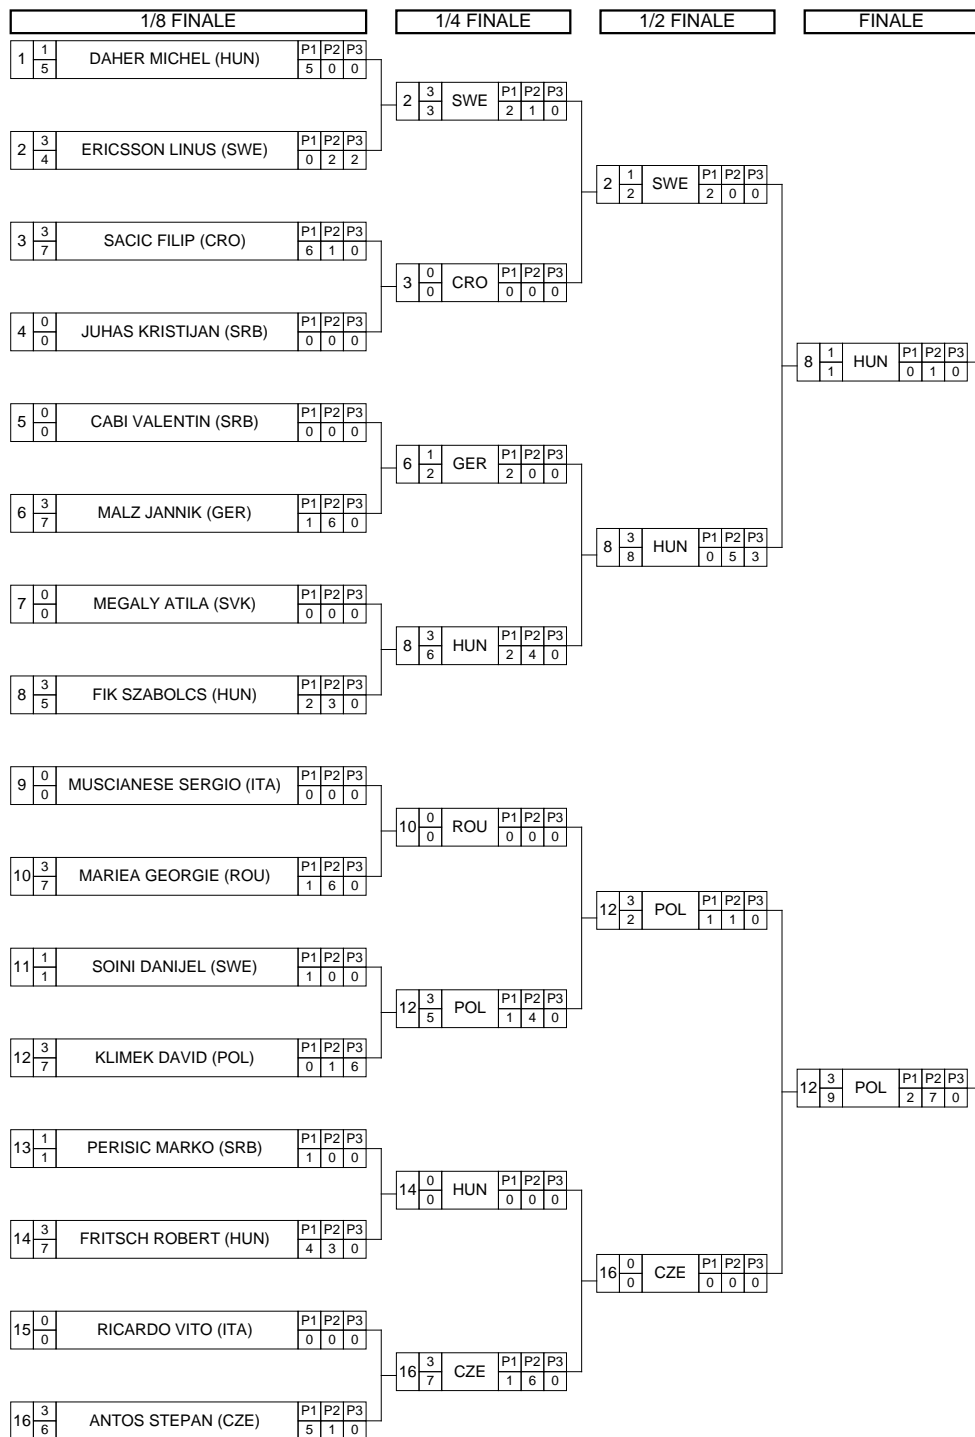 1/8 FINALE 1/4 FINALE 1/2 FINALE FINALE
1 1 5 DAHER MICHEL (HUN) P1 P2 P3 5 0 0
2 3 3 SWE P1 P2 P3 2 1 0
2 3 4 ERICSSON LINUS (SWE) P1 P2 P3 0 2 2
2 1 2 SWE P1 P2 P3 2 0 0
3 3 7 SACIC FILIP (CRO) P1 P2 P3 6 1 0
3 0 0 CRO P1 P2 P3 0 0 0
4 0 0 JUHAS KRISTIJAN (SRB) P1 P2 P3 0 0 0
8 1 1 HUN P1 P2 P3 0 1 0
5 0 0 CABI VALENTIN (SRB) P1 P2 P3 0 0 0
6 1 2 GER P1 P2 P3 2 0 0
6 3 7 MALZ JANNIK (GER) P1 P2 P3 1 6 0
8 3 8 HUN P1 P2 P3 0 5 3
7 0 0 MEGALY ATILA (SVK) P1 P2 P3 0 0 0
8 3 6 HUN P1 P2 P3 2 4 0
8 3 5 FIK SZABOLCS (HUN) P1 P2 P3 2 3 0
9 0 0 MUSCIANESE SERGIO (ITA) P1 P2 P3 0 0 0
10 0 0 ROU P1 P2 P3 0 0 0
10 3 7 MARIEA GEORGIE (ROU) P1 P2 P3 1 6 0
12 3 2 POL P1 P2 P3 1 1 0
11 1 1 SOINI DANIJEL (SWE) P1 P2 P3 1 0 0
12 3 5 POL P1 P2 P3 1 4 0
12 3 7 KLIMEK DAVID (POL) P1 P2 P3 0 1 6
12 3 9 POL P1 P2 P3 2 7 0
13 1 1 PERISIC MARKO (SRB) P1 P2 P3 1 0 0
14 0 0 HUN P1 P2 P3 0 0 0
14 3 7 FRITSCH ROBERT (HUN) P1 P2 P3 4 3 0
16 0 0 CZE P1 P2 P3 0 0 0
15 0 0 RICARDO VITO (ITA) P1 P2 P3 0 0 0
16 3 7 CZE P1 P2 P3 1 6 0
16 3 6 ANTOS STEPAN (CZE) P1 P2 P3 5 1 0